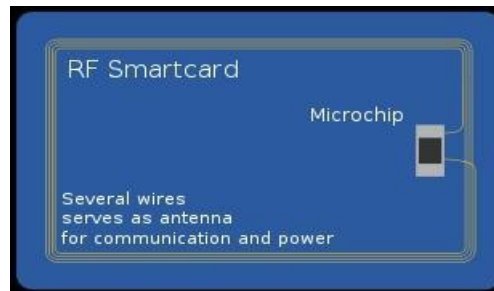 RF Smartcard
Microchip
Several wires
serves as antenna
for communication and power